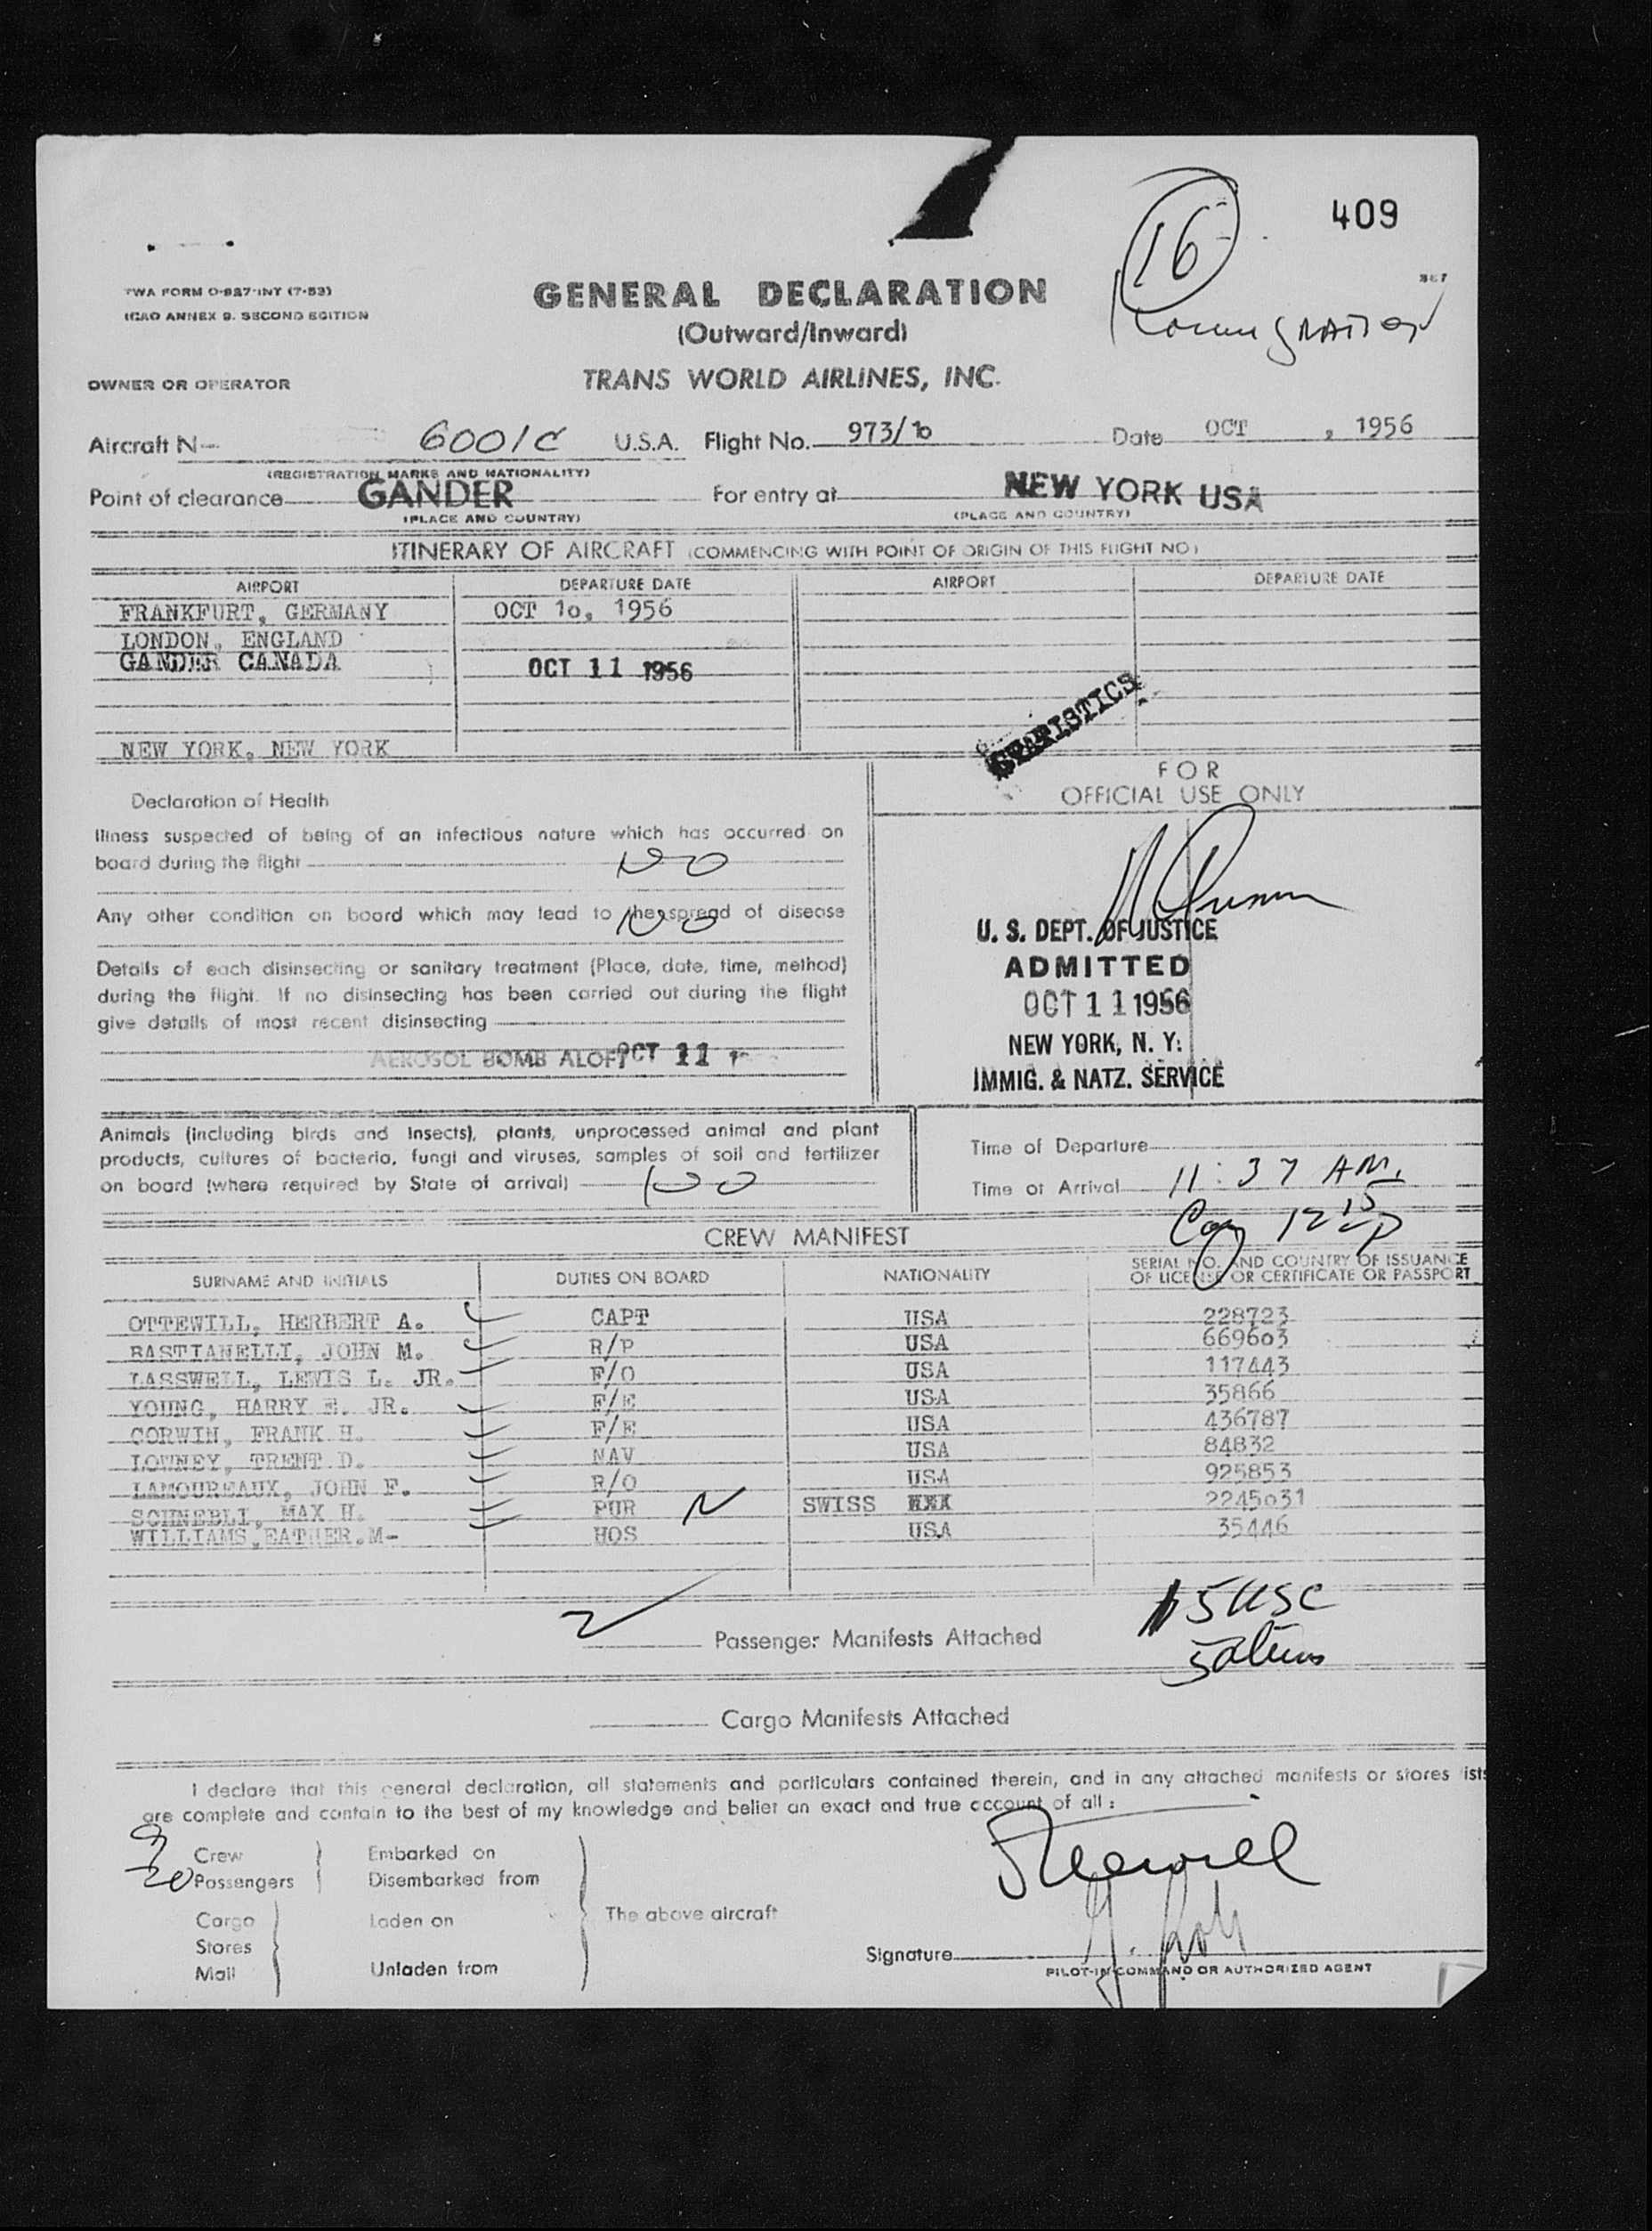 409
16
Immigration
TWA FORM O-827-INT (7-53)
ICAO ANNEX 9. SECOND EDITION
GENERAL DECLARATION
(Outward/Inward)
OWNER OR OPERATOR
TRANS WORLD AIRLINES, INC.
Aircraft N- 6001C U.S.A. Flight No. 973/10 Date OCT , 1956
(REGISTRATION MARKS AND NATIONALITY)
Point of clearance GANDER For entry at NEW YORK USA
(PLACE AND COUNTRY) (PLACE AND COUNTRY)
ITINERARY OF AIRCRAFT (COMMENCING WITH POINT OF ORIGIN OF THIS FLIGHT NO)
AIRPORT DEPARTURE DATE AIRPORT DEPARTURE DATE
FRANKFURT, GERMANY OCT 10, 1956
LONDON, ENGLAND
GANDER CANADA OCT 11 1956
NEW YORK, NEW YORK
STATISTICS
FOR
OFFICIAL USE ONLY
Declaration of Health
Illness suspected of being of an infectious nature which has occurred on
board during the flight NO
Any other condition on board which may lead to the spread of disease
NO
Details of each disinsecting or sanitary treatment (Place, date, time, method)
during the flight. If no disinsecting has been carried out during the flight
give details of most recent disinsecting
AEROSOL BOMB ALOFT OCT 11
U. S. DEPT. OF JUSTICE
ADMITTED
OCT 11 1956
NEW YORK, N. Y.
IMMIG. & NATZ. SERVICE
Animals (including birds and insects), plants, unprocessed animal and plant
products, cultures of bacteria, fungi and viruses, samples of soil and fertilizer
on board (where required by State of arrival) NO
Time of Departure
Time of Arrival 11:37 AM.
CREW MANIFEST
SURNAME AND INITIALS DUTIES ON BOARD NATIONALITY SERIAL NO. AND COUNTRY OF ISSUANCE
OF LICENSE OR CERTIFICATE OR PASSPORT
OTTEWILL, HERBERT A. CAPT USA 228723
BASTIANELLI, JOHN M. R/P USA 669603
LASSWELL, LEWIS L. JR. F/O USA 117443
YOUNG, HARRY E. JR. F/E USA 35866
CORWIN, FRANK H. F/E USA 436787
LOWNEY, TRENT D. NAV USA 84832
LAMOUREAUX, JOHN F. R/O USA 925853
SCHNEBLI, MAX H. PUR N SWISS 2245031
WILLIAMS, EATHER.M- HOS USA 35446
2 Passenger Manifests Attached
15 USC
5 aliens
Cargo Manifests Attached
I declare that this general declaration, all statements and particulars contained therein, and in any attached manifests or stores lists
are complete and contain to the best of my knowledge and belief an exact and true account of all:
9 Crew Embarked on
20 Passengers Disembarked from
Cargo Laden on The above aircraft
Stores
Mail Unladen from
Signature
PILOT-IN-COMMAND OR AUTHORIZED AGENT